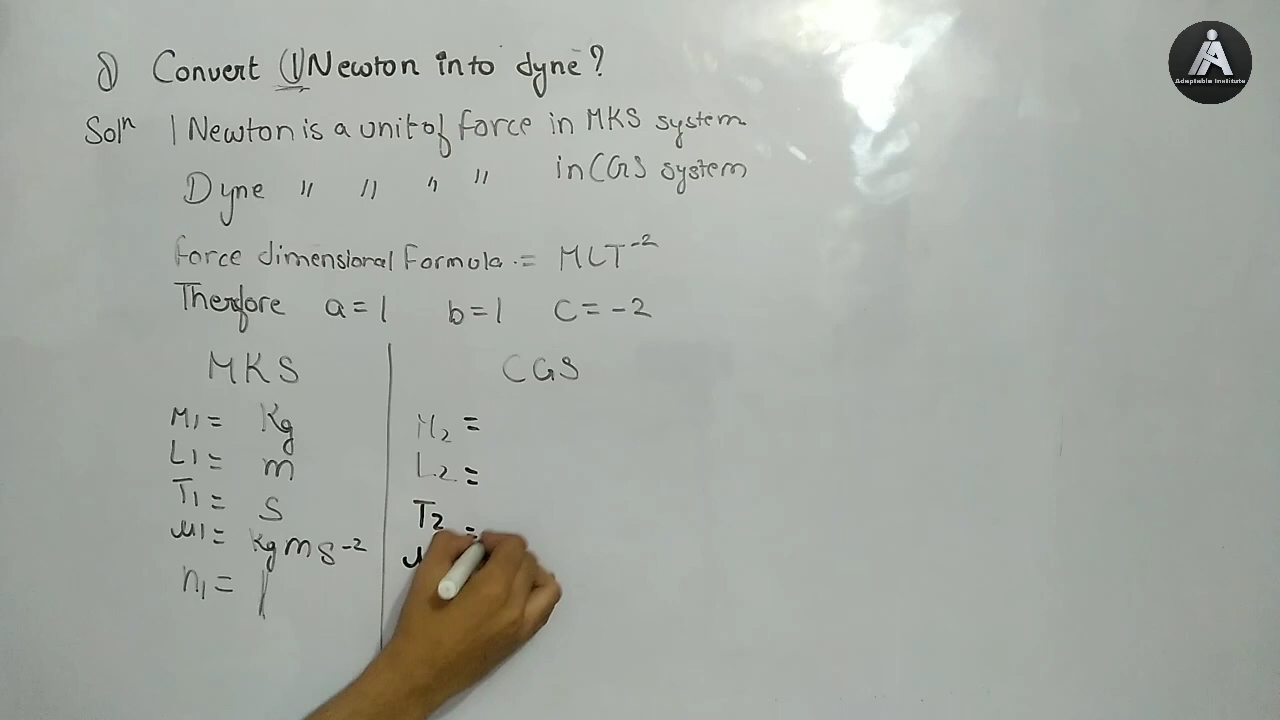 1) Convert (1) Newton into dyne?
Soln 1 Newton is a unit of force in MKS system
Dyne " " " " in CGS system
Force dimensional Formula = MLT⁻²
Therefore a = 1 b = 1 c = -2
MKS CGS
M₁ = Kg M₂ =
L₁ = m L₂ =
T₁ = s T₂ =
u₁ = kg m s⁻²
n₁ = 1
Adaptable Institute